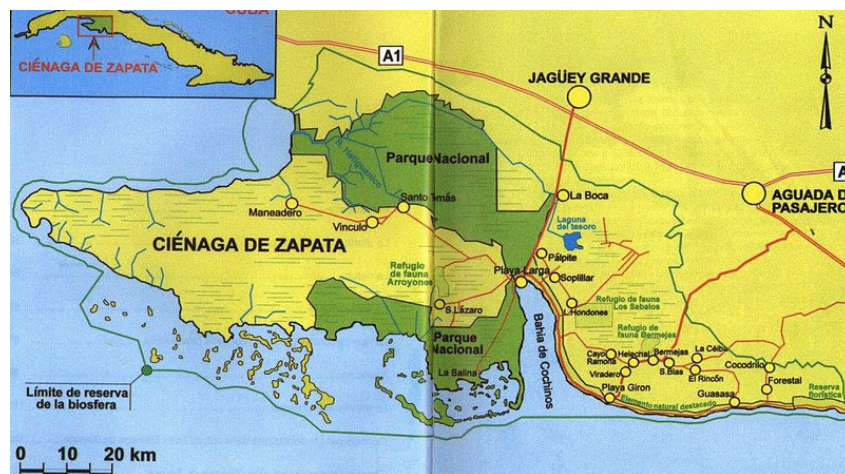 CUBA
CIÉNAGA DE ZAPATA
A1
JAGÜEY GRANDE
N
R. Hatiguanico
Parque Nacional
La Boca
A
AGUADA D
PASAJERO
Maneadero
Santo Tomás
Vinculo
Laguna
del tesoro
CIÉNAGA DE ZAPATA
Pálpite
Refugio
de fauna
Arroyones
Playa Larga
Soplillar
S. Lázaro
L. Hondones
Refugio de fauna
Los Sabalos
Refugio de
fauna Bermejas
Parque
Nacional
La Salina
Bahia de Cochinos
Cayo
Ramona
Helechal
Bermejas
La Ceiba
Viradero
S. Blas
El Rincón
Cocodrilo
Forestal
Playa Giron
Elemento natural destacado
Guasasa
Reserva
florística
Límite de reserva
de la biosfera
0 10 20 km